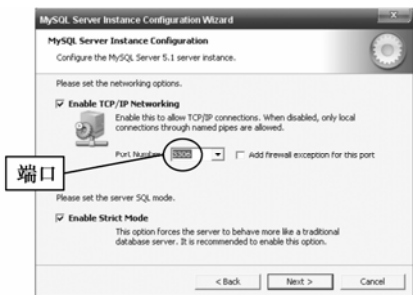 MySQL Server Instance Configuration Wizard
MySQL Server Instance Configuration
Configure the MySQL Server 5.1 server instance.
Please set the networking options.
Enable TCP/IP Networking
Enable this to allow TCP/IP connections. When disabled, only local
connections through named pipes are allowed.
端口
Port Number: 3306
Add firewall exception for this port
Please set the server SQL mode.
Enable Strict Mode
This option forces the server to behave more like a traditional
database server. It is recommended to enable this option.
< Back
Next >
Cancel